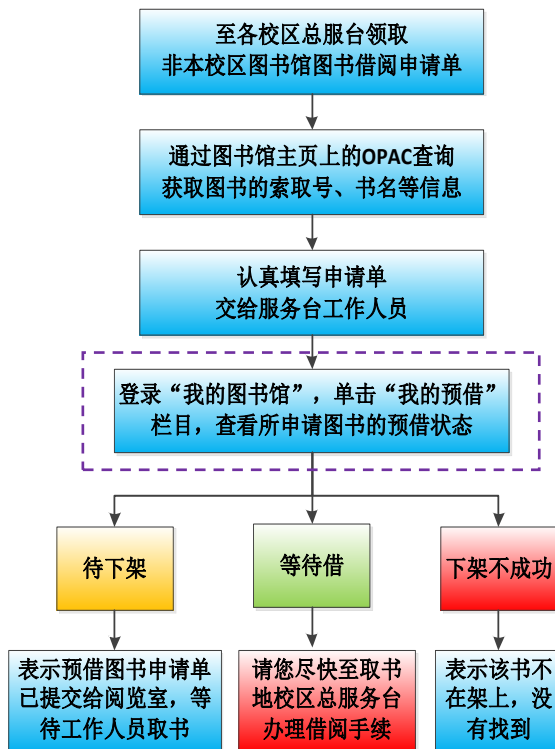 至各校区总服台领取
非本校区图书馆图书借阅申请单
通过图书馆主页上的OPAC查询
获取图书的索取号、书名等信息
认真填写申请单
交给服务台工作人员
登录“我的图书馆”，单击“我的预借”
栏目，查看所申请图书的预借状态
待下架
等待借
下架不成功
表示预借图书申请单
已提交给阅览室，等
待工作人员取书
请您尽快至取书
地校区总服务台
办理借阅手续
表示该书不
在架上，没
有找到